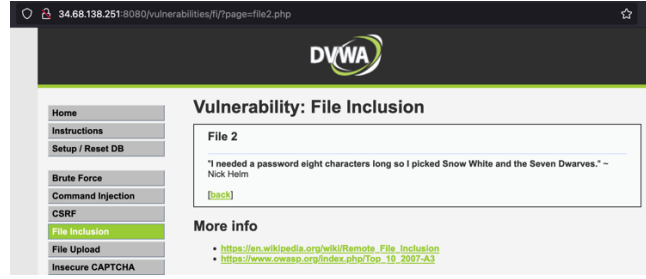 34.68.138.251:8080/vulnerabilities/fi/?page=file2.php
DVWA
Home
Instructions
Setup / Reset DB
Brute Force
Command Injection
CSRF
File Inclusion
File Upload
Insecure CAPTCHA
Vulnerability: File Inclusion
File 2
"I needed a password eight characters long so I picked Snow White and the Seven Dwarves." ~
Nick Helm
[back]
More info
https://en.wikipedia.org/wiki/Remote_File_Inclusion
https://www.owasp.org/index.php/Top_10_2007-A3